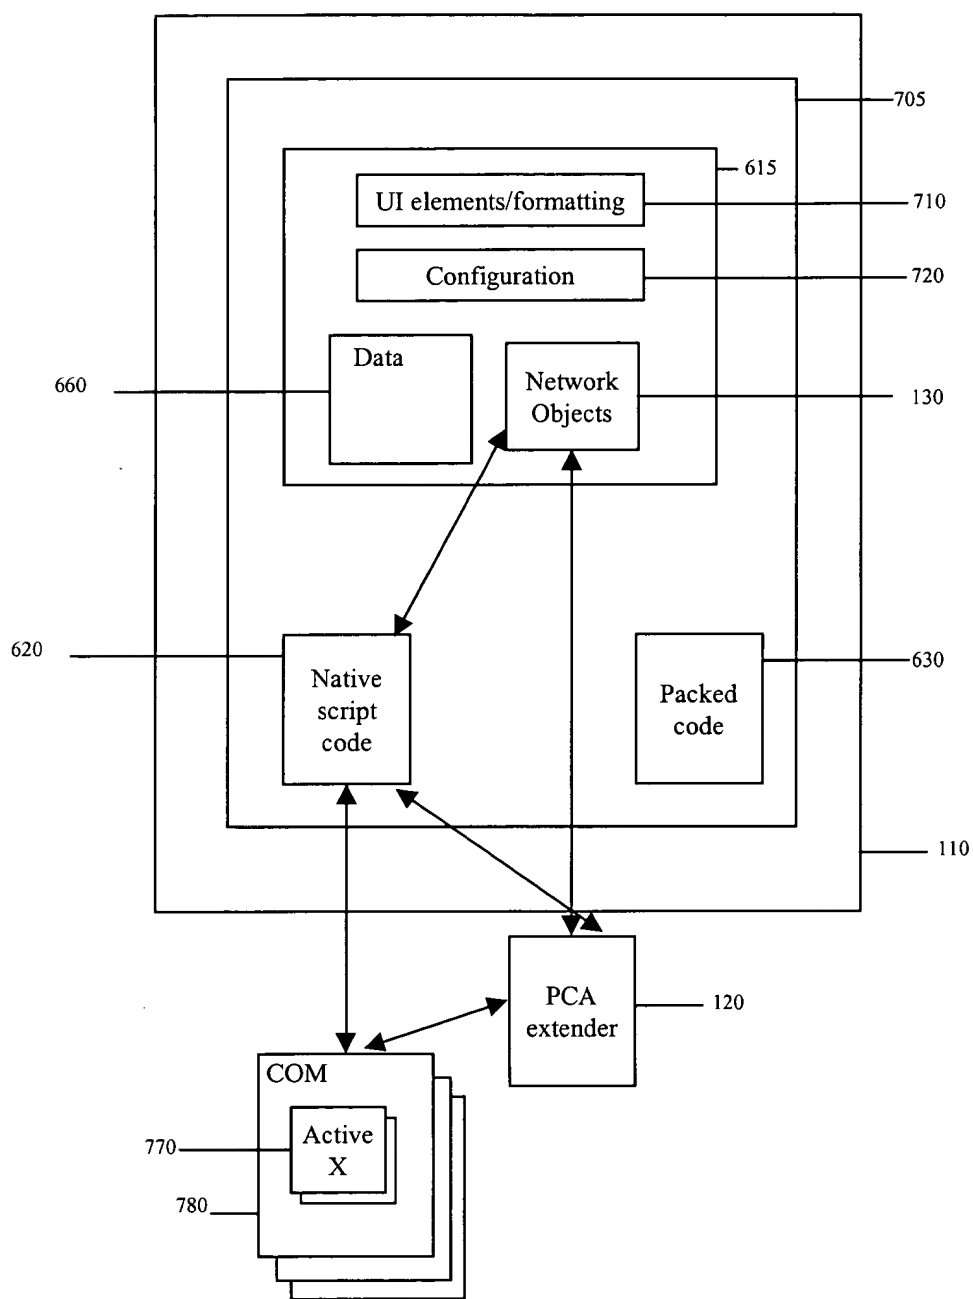 705
615
UI elements/formatting
710
Configuration
720
Data
660
Network
Objects
130
620
Native
script
code
630
Packed
code
110
PCA
extender
120
COM
Active
X
770
780